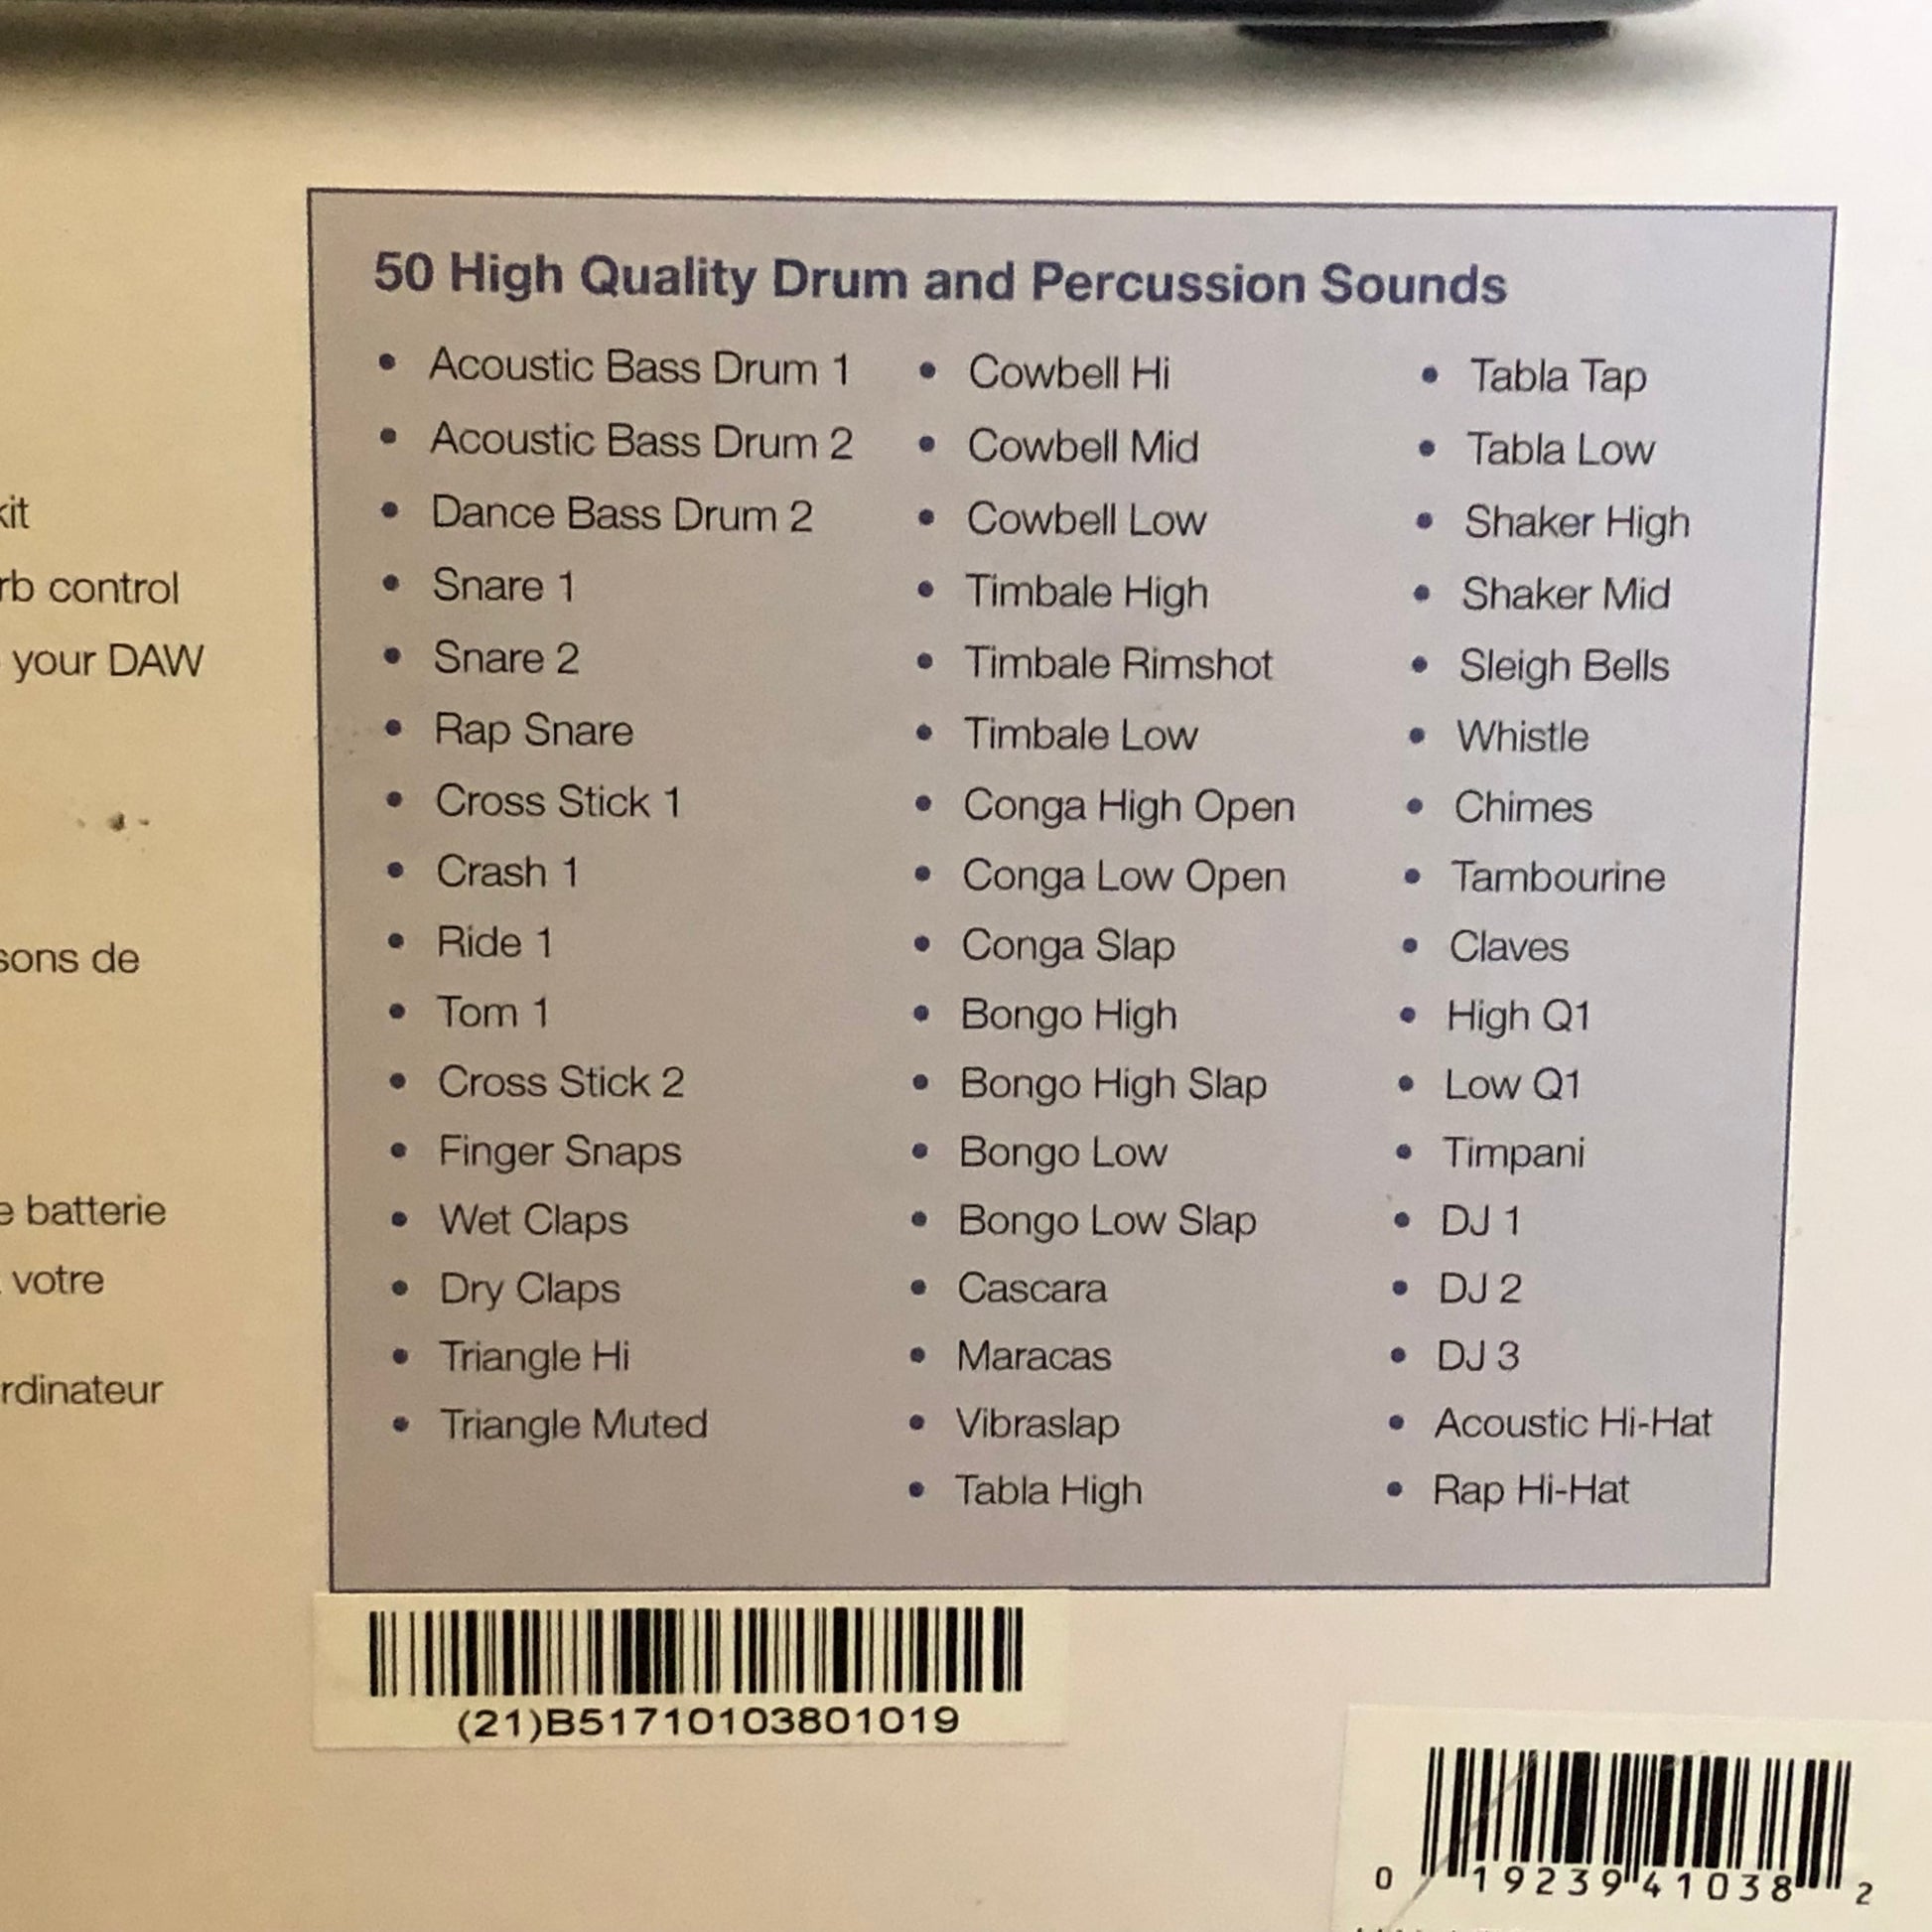 kit
rb control
your DAW
sons de
e batterie
votre
rdinateur
50 High Quality Drum and Percussion Sounds
• Acoustic Bass Drum 1
• Acoustic Bass Drum 2
• Dance Bass Drum 2
• Snare 1
• Snare 2
• Rap Snare
• Cross Stick 1
• Crash 1
• Ride 1
• Tom 1
• Cross Stick 2
• Finger Snaps
• Wet Claps
• Dry Claps
• Triangle Hi
• Triangle Muted
• Cowbell Hi
• Cowbell Mid
• Cowbell Low
• Timbale High
• Timbale Rimshot
• Timbale Low
• Conga High Open
• Conga Low Open
• Conga Slap
• Bongo High
• Bongo High Slap
• Bongo Low
• Bongo Low Slap
• Cascara
• Maracas
• Vibraslap
• Tabla High
• Tabla Tap
• Tabla Low
• Shaker High
• Shaker Mid
• Sleigh Bells
• Whistle
• Chimes
• Tambourine
• Claves
• High Q1
• Low Q1
• Timpani
• DJ 1
• DJ 2
• DJ 3
• Acoustic Hi-Hat
• Rap Hi-Hat
(21)B51710103801019
0 19239 41038 2